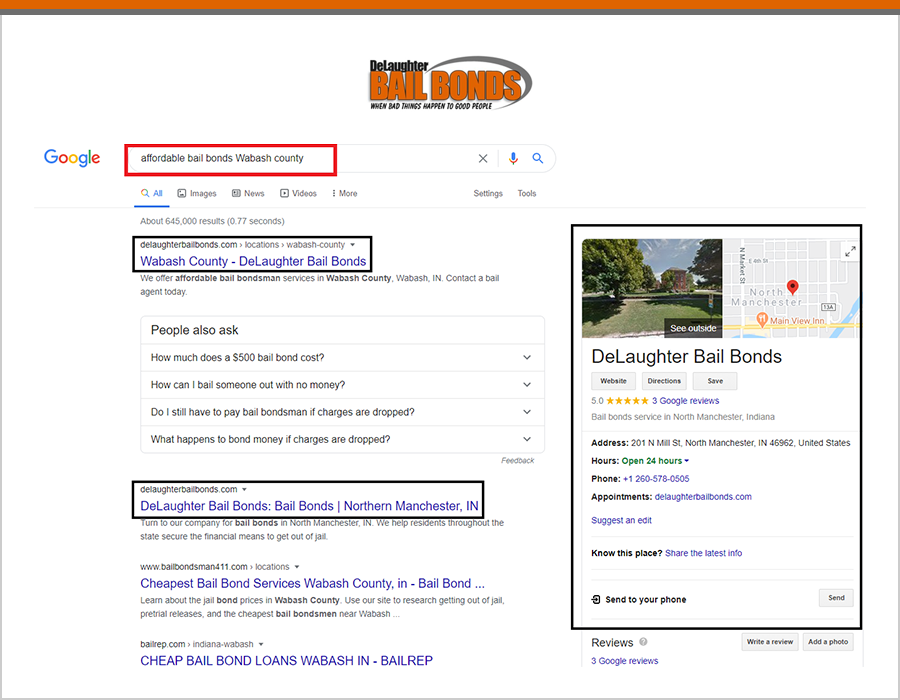 DeLaughter
BAIL BONDS
WHEN BAD THINGS HAPPEN TO GOOD PEOPLE
Google
affordable bail bonds Wabash county
All Images News Videos More
Settings Tools
About 645,000 results (0.77 seconds)
delaughterbailbonds.com › locations › wabash-county
Wabash County - DeLaughter Bail Bonds
We offer affordable bail bondsman services in Wabash County, Wabash, IN. Contact a bail
agent today.
People also ask
How much does a $500 bail bond cost?
How can I bail someone out with no money?
Do I still have to pay bail bondsman if charges are dropped?
What happens to bond money if charges are dropped?
Feedback
delaughterbailbonds.com
DeLaughter Bail Bonds: Bail Bonds | Northern Manchester, IN
Turn to our company for bail bonds in North Manchester, IN. We help residents throughout the
state secure the financial means to get out of jail.
www.bailbondsman411.com › locations
Cheapest Bail Bond Services Wabash County, in - Bail Bond ...
Learn about the jail bond prices in Wabash County. Use our site to research getting out of jail,
pretrial releases, and the cheapest bail bondsmen near Wabash ...
bailrep.com › indiana-wabash
CHEAP BAIL BOND LOANS WABASH IN - BAILREP
See outside
N Market St
E 6th St
North
Manchester
13A
Main View Inn
DeLaughter Bail Bonds
Website Directions Save
5.0 ★★★★★ 3 Google reviews
Bail bonds service in North Manchester, Indiana
Address: 201 N Mill St, North Manchester, IN 46962, United States
Hours: Open 24 hours
Phone: +1 260-578-0505
Appointments: delaughterbailbonds.com
Suggest an edit
Know this place? Share the latest info
Send to your phone
Send
Reviews
Write a review Add a photo
3 Google reviews